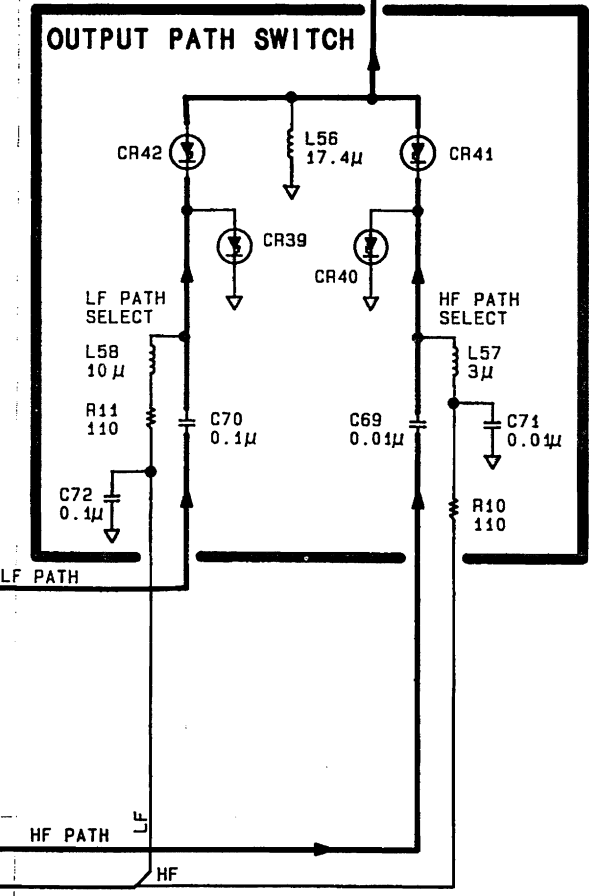 OUTPUT PATH SWITCH
L56
17.4μ
CR42
CR41
CR39
CR40
LF PATH
SELECT
HF PATH
SELECT
L58
10μ
L57
3μ
R11
110
C70
0.1μ
C69
0.01μ
C71
0.01μ
C72
0.1μ
R10
110
LF PATH
LF
HF PATH
HF